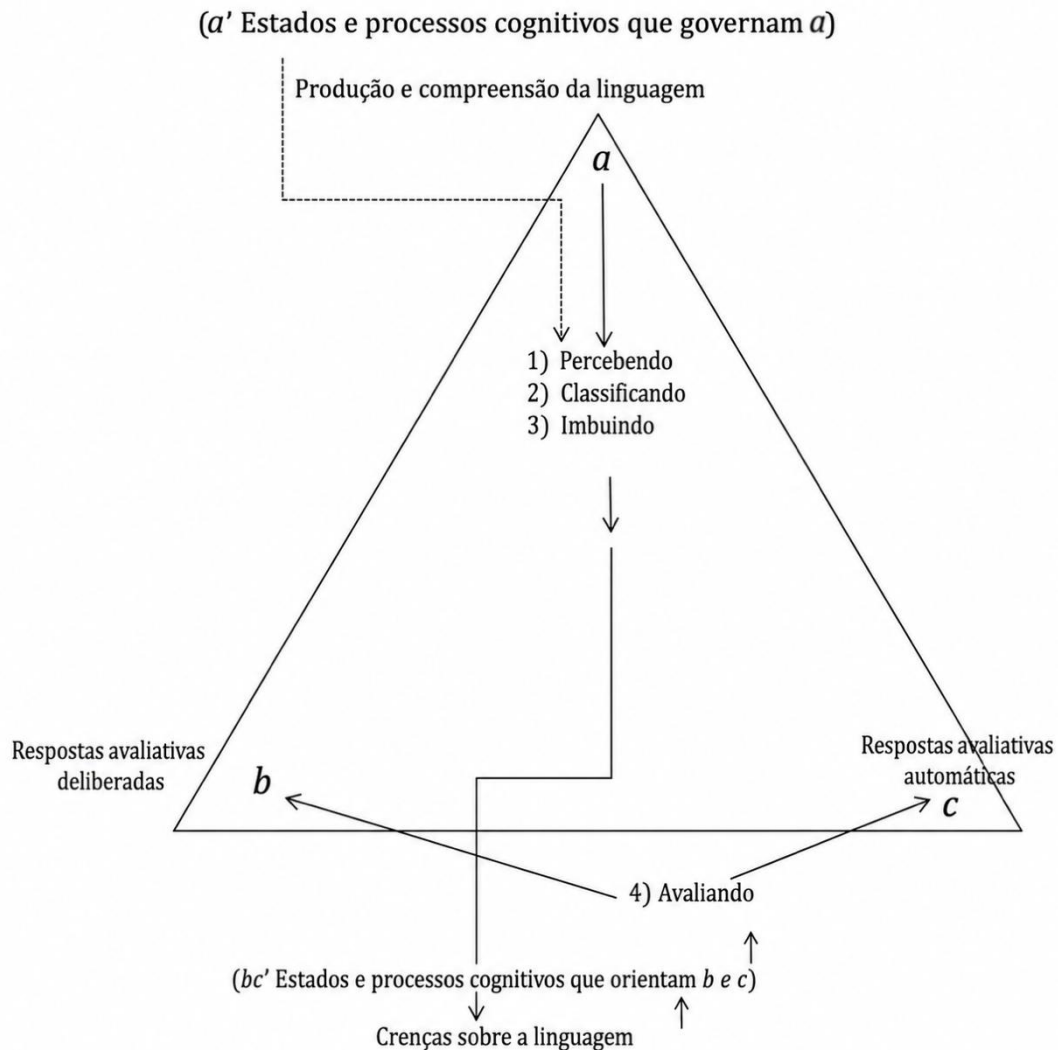 (a’ Estados e processos cognitivos que governam a)
Produção e compreensão da linguagem
a
1) Percebendo
2) Classificando
3) Imbuindo
Respostas avaliativas
deliberadas
b
Respostas avaliativas
automáticas
c
4) Avaliando
(bc’ Estados e processos cognitivos que orientam b e c)
Crenças sobre a linguagem